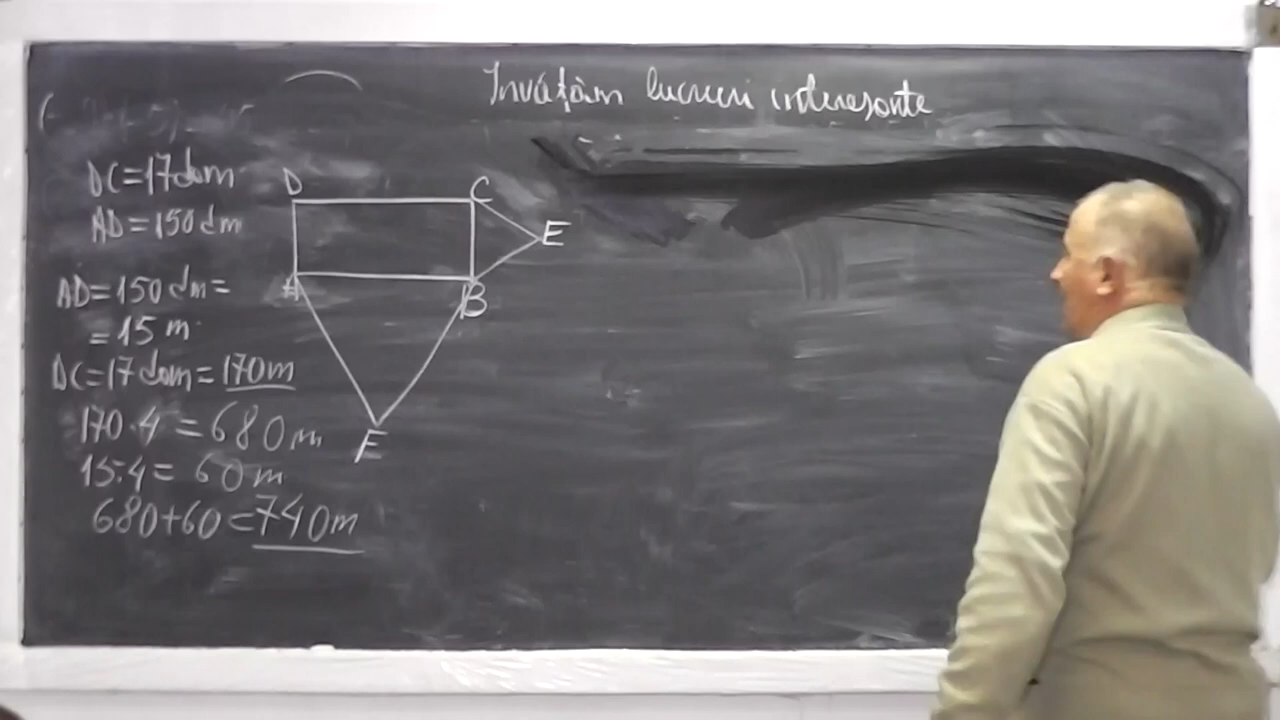 Invățăm lucruri interesante
DC=17dam
AD=150dm
AD=150dm=
=15m
DC=17dam=170m
170·4=680m
15·4=60m
680+60=740m
D
C
E
A
B
F